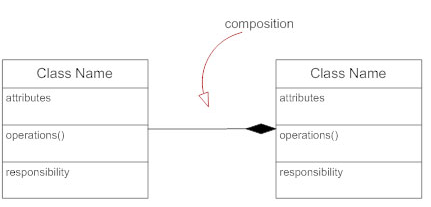 composition
Class Name
attributes
operations()
responsibility
Class Name
attributes
operations()
responsibility